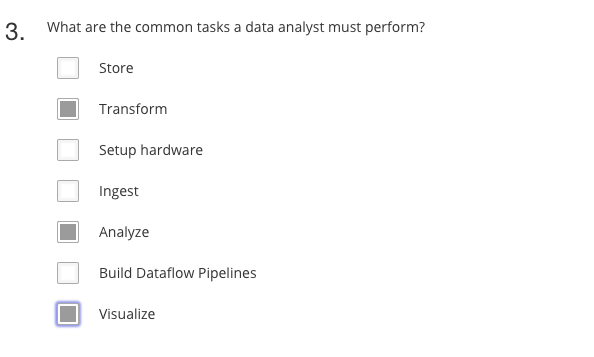 3. What are the common tasks a data analyst must perform?
Store
Transform
Setup hardware
Ingest
Analyze
Build Dataflow Pipelines
Visualize